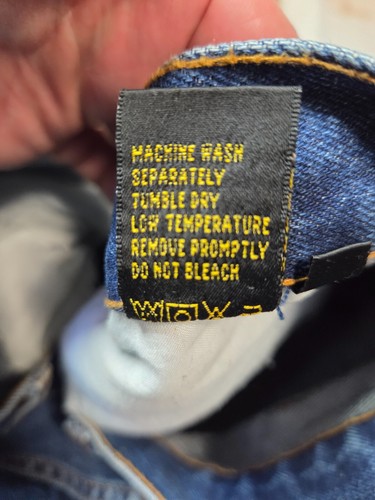 MACHINE WASH
SEPARATELY
TUMBLE DRY
LOW TEMPERATURE
REMOVE PROMPTLY
DO NOT BLEACH